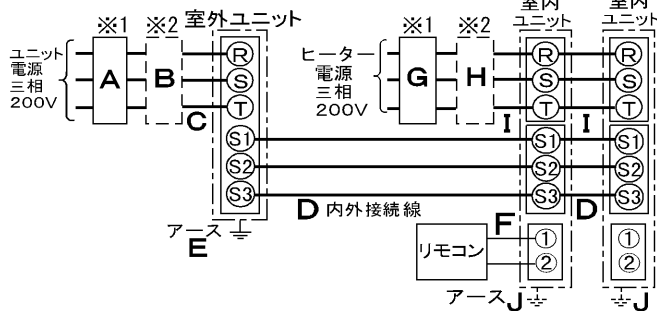 ※1 ※2 室外ユニット ※1 ※2 室内ユニット 室内ユニット
ユニット電源 三相 200V
A B C
R
S
T
S1
S2
S3
ヒーター電源 三相 200V
G H I I
R R
S S
T T
S1 S1
S2 S2
S3 S3
D 内外接続線 D
アース E
リモコン F
① ①
② ②
アース J J